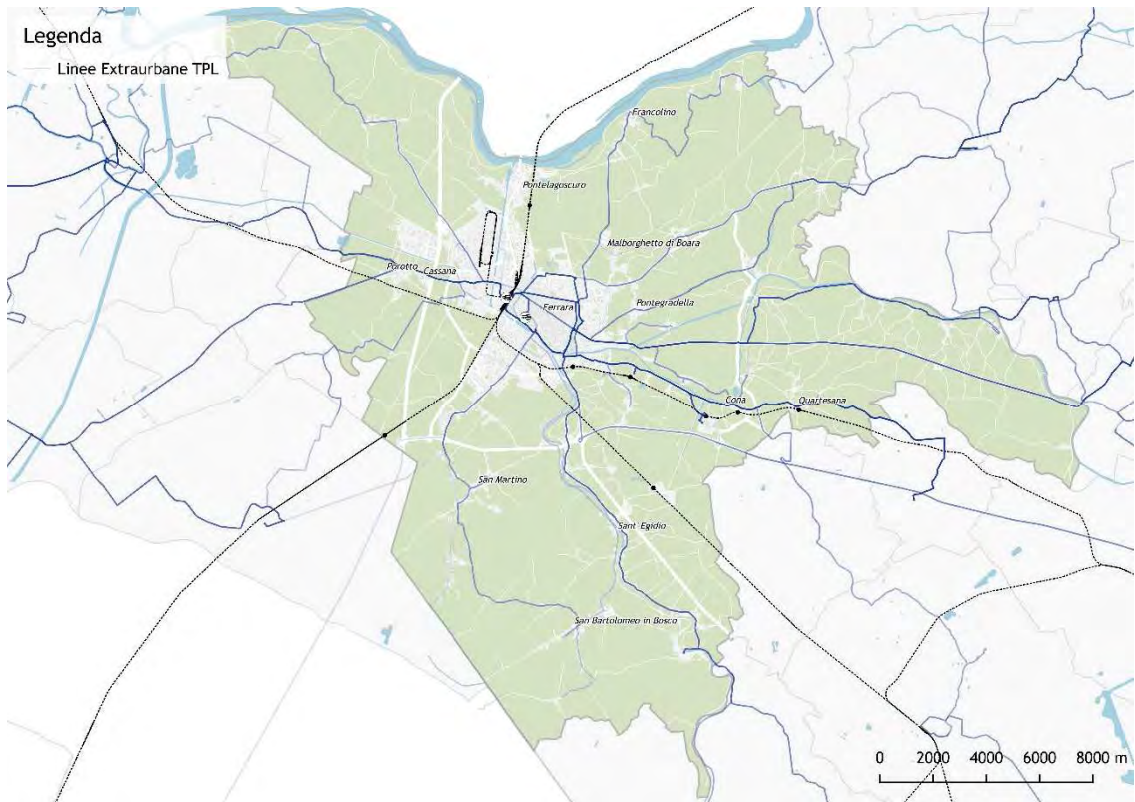 Legenda
Linee Extraurbane TPL
Francolino
Pontelagoscuro
Malborghetto di Boara
Porotto
Cassana
Pontegradella
Ferrara
Cona
Quartesana
San Martino
Sant' Egidio
San Bartolomeo in Bosco
0 2000 4000 6000 8000 m